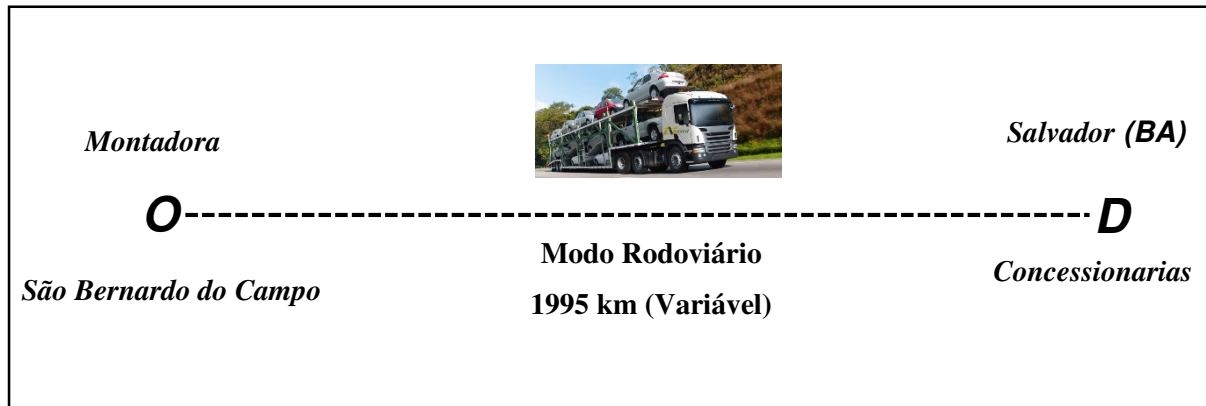 Montadora
Salvador (BA)
O
D
Modo Rodoviário
Concessionarias
São Bernardo do Campo
1995 km (Variável)